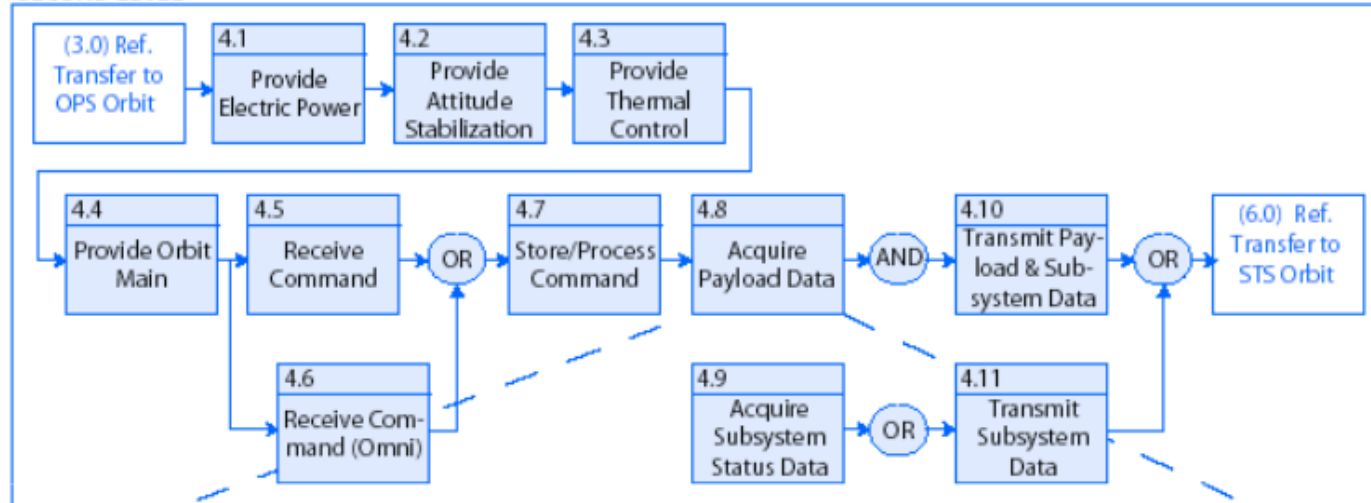 (3.0) Ref.
Transfer to
OPS Orbit
4.1
Provide
Electric Power
4.2
Provide
Attitude
Stabilization
4.3
Provide
Thermal
Control
4.4
Provide Orbit
Main
4.5
Receive
Command
OR
4.7
Store/Process
Command
4.8
Acquire
Payload Data
AND
4.10
Transmit Pay-
load & Sub-
system Data
OR
(6.0) Ref.
Transfer to
STS Orbit
4.6
Receive Com-
mand (Omni)
4.9
Acquire
Subsystem
Status Data
OR
4.11
Transmit
Subsystem
Data